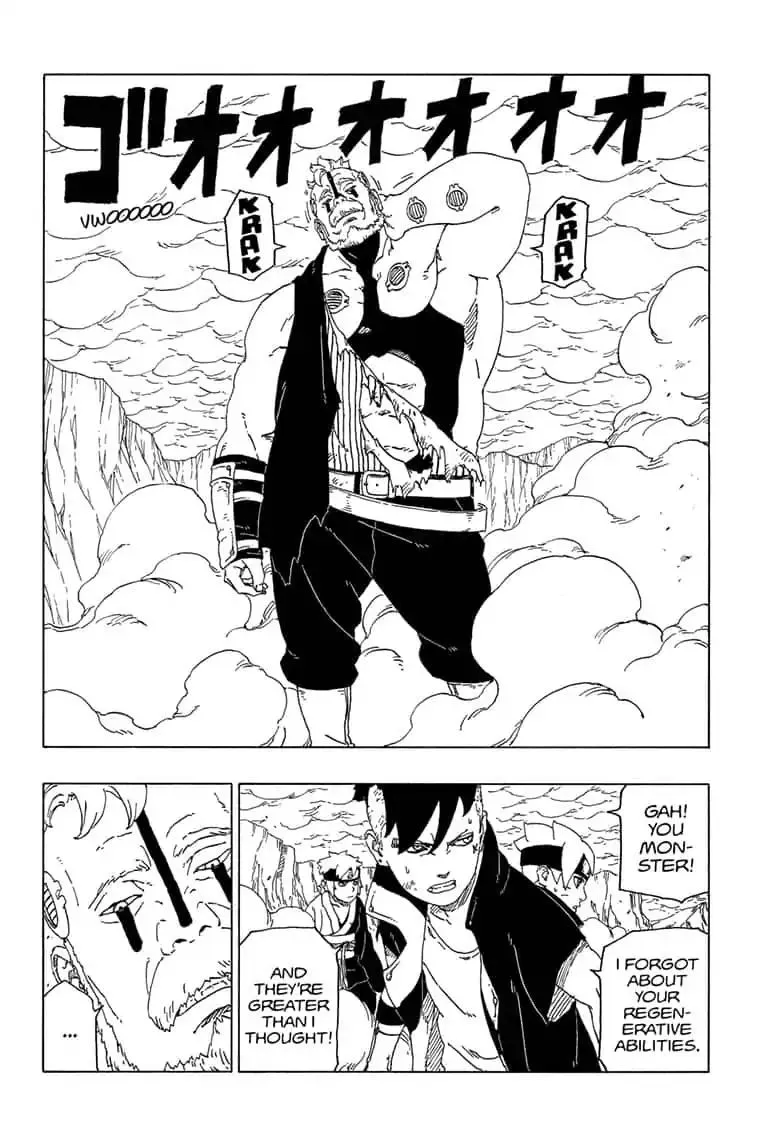 ゴオオオオオオ
VWOOOOOO
KRAK
KRAK
GAH!
YOU
MON-
STER!
I FORGOT
ABOUT
YOUR
REGEN-
ERATIVE
ABILITIES.
AND
THEY'RE
GREATER
THAN I
THOUGHT!
...